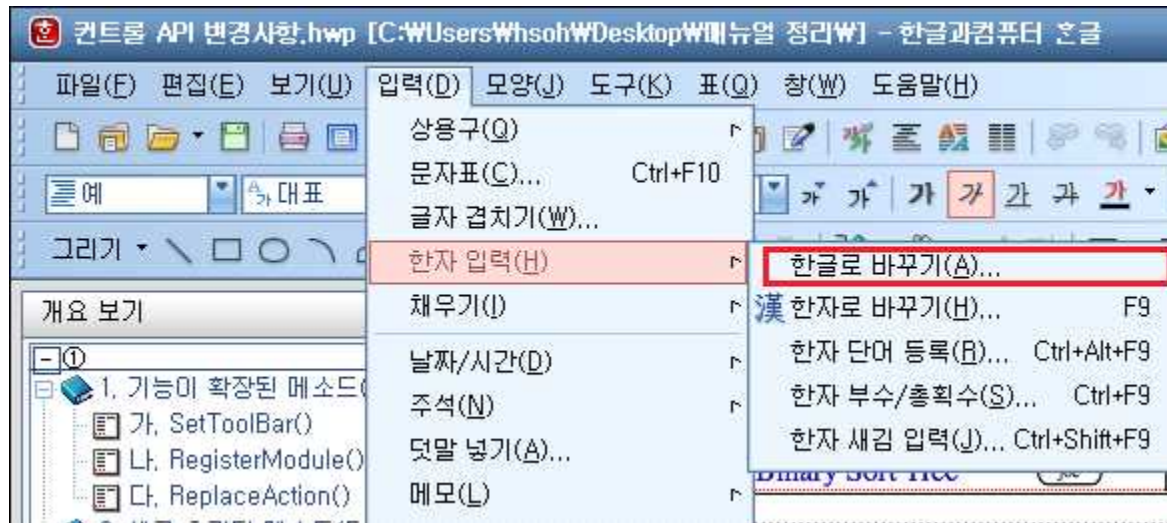 컨트롤 API 변경사항.hwp [C:₩Users₩hsoh₩Desktop₩매뉴얼 정리₩] - 한글과컴퓨터 한글
파일(F) 편집(E) 보기(U) 입력(D) 모양(J) 도구(K) 표(Q) 창(W) 도움말(H)
상용구(Q)
문자표(C)... Ctrl+F10
예 대표 가 가 가 가 가
글자 겹치기(W)...
그리기
한자 입력(H)
한글로 바꾸기(A)...
개요 보기
채우기(I)
漢 한자로 바꾸기(H)... F9
- ①
날짜/시간(D)
한자 단어 등록(R)... Ctrl+Alt+F9
1. 기능이 확장된 메소드(
주석(N)
한자 부수/총획수(S)... Ctrl+F9
가. SetToolBar()
나. RegisterModule()
덧말 넣기(A)...
한자 새김 입력(J)... Ctrl+Shift+F9
다. ReplaceAction()
메모(L)